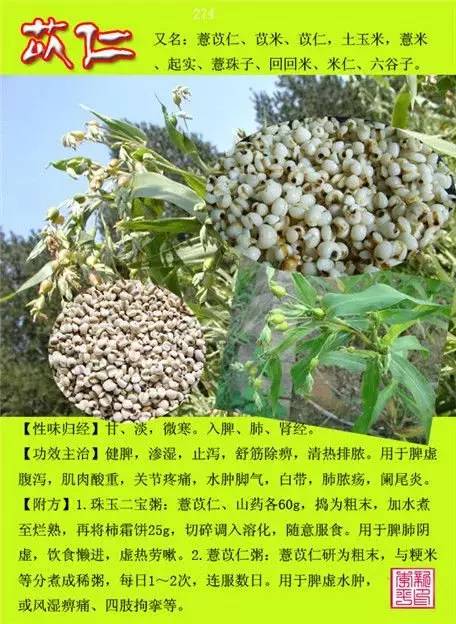 274
苡仁
又名：薏苡仁、苡米、苡仁，土玉米，薏米
、起实、薏珠子、回回米、米仁、六谷子。
【性味归经】甘、淡，微寒。入脾、肺、肾经。
【功效主治】健脾，渗湿，止泻，舒筋除痹，清热排脓。用于脾虚
腹泻，肌肉酸重，关节疼痛，水肿脚气，白带，肺脓疡，阑尾炎。
【附方】1.珠玉二宝粥：薏苡仁、山药各60g，捣为粗末，加水煮
至烂熟，再将柿霜饼25g，切碎调入溶化，随意服食。用于脾肺阴
虚，饮食懒进，虚热劳嗽。2.薏苡仁粥：薏苡仁研为粗末，与粳米
等分煮成稀粥，每日1～2次，连服数日。用于脾虚水肿，
或风湿痹痛、四肢拘挛等。